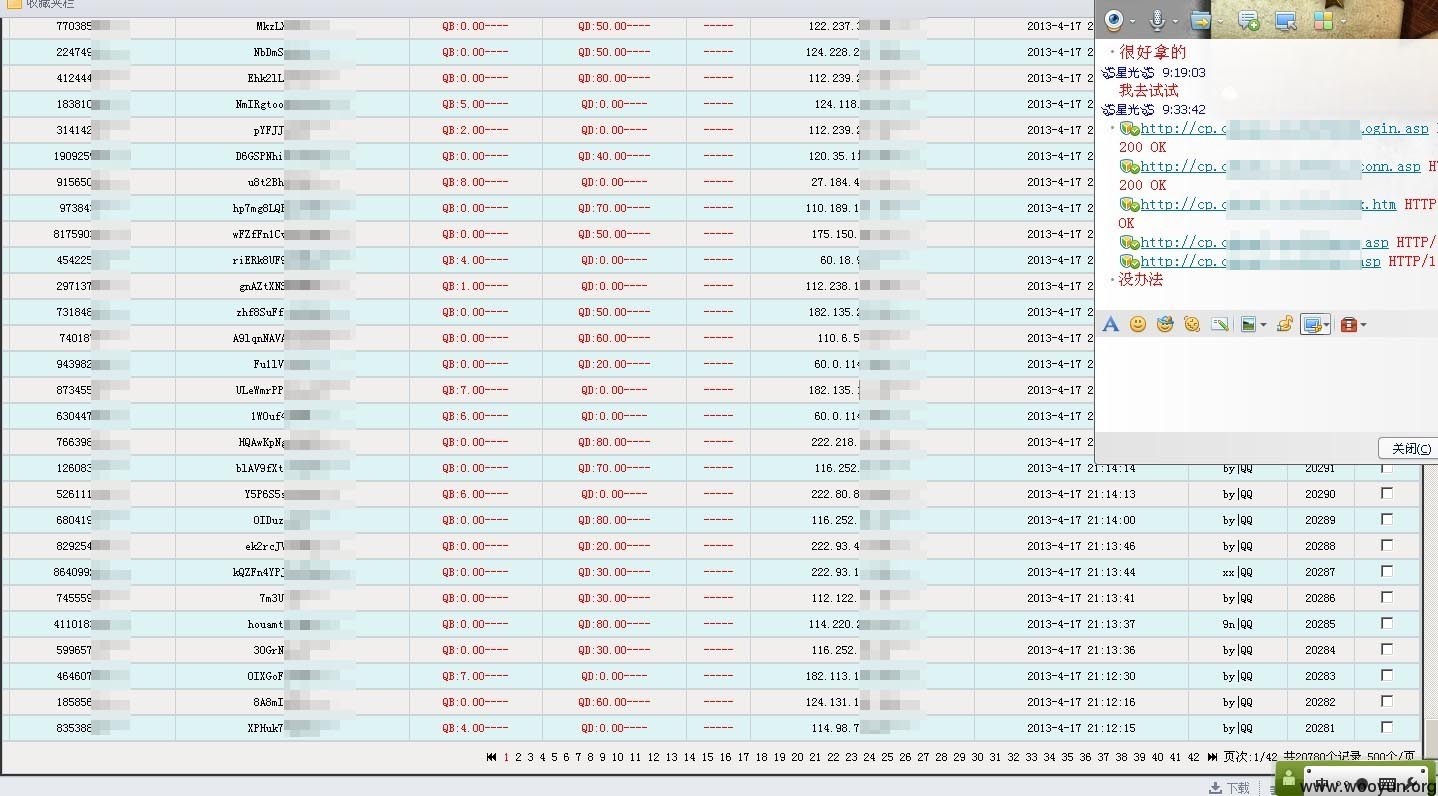 收藏夹栏
770385 MkzLX QB:0.00---- QD:50.00---- ----- 122.237.3 2013-4-17 2
224749 NbDmS QB:0.00---- QD:50.00---- ----- 124.228.2 2013-4-17 2
412444 Ehk2lL QB:0.00---- QD:80.00---- ----- 112.239.2 2013-4-17 2
183810 NmIRgtoo QB:5.00---- QD:0.00---- ----- 124.118. 2013-4-17 2
314142 pYFJJ QB:2.00---- QD:0.00---- ----- 112.239.2 2013-4-17 2
190925 D6GSPNhi QB:0.00---- QD:40.00---- ----- 120.35.11 2013-4-17 2
915650 u8t2Bh QB:8.00---- QD:0.00---- ----- 27.184.4 2013-4-17 2
97384 hp7mg8LQ QB:0.00---- QD:70.00---- ----- 110.189.1 2013-4-17 2
817590 wFZfFn1C QB:0.00---- QD:50.00---- ----- 175.150. 2013-4-17 2
454225 riERk8UF QB:4.00---- QD:0.00---- ----- 60.18. 2013-4-17 2
297137 gnAZtXN QB:1.00---- QD:0.00---- ----- 112.238.1 2013-4-17 2
731848 zhf8SuFf QB:0.00---- QD:50.00---- ----- 182.135.2 2013-4-17 2
74018 A9lqnNAV QB:0.00---- QD:60.00---- ----- 110.6.5 2013-4-17 2
943982 Fu1lV QB:0.00---- QD:20.00---- ----- 60.0.114 2013-4-17 2
873455 ULeWmrPP QB:7.00---- QD:0.00---- ----- 182.135. 2013-4-17 2
630447 1W0uf QB:6.00---- QD:0.00---- ----- 60.0.114 2013-4-17 2
766398 HQAwKpN QB:0.00---- QD:80.00---- ----- 222.218. 2013-4-17 2
126083 blAV9fXt QB:0.00---- QD:70.00---- ----- 116.252. 2013-4-17 21:14:14 by|QQ 20291
526111 Y5P6S5 QB:6.00---- QD:0.00---- ----- 222.80.8 2013-4-17 21:14:13 by|QQ 20290
680419 OIDuz QB:0.00---- QD:80.00---- ----- 116.252. 2013-4-17 21:14:00 by|QQ 20289
829254 ek2rcJ QB:0.00---- QD:20.00---- ----- 222.93.4 2013-4-17 21:13:46 by|QQ 20288
864099 kQZFn4YP QB:0.00---- QD:30.00---- ----- 222.93.1 2013-4-17 21:13:44 xx|QQ 20287
745559 7m3U QB:0.00---- QD:30.00---- ----- 112.122. 2013-4-17 21:13:41 by|QQ 20286
411018 houamt QB:0.00---- QD:80.00---- ----- 114.220.2 2013-4-17 21:13:37 9n|QQ 20285
599657 3OGrN QB:0.00---- QD:30.00---- ----- 116.252. 2013-4-17 21:13:36 by|QQ 20284
464607 OIXGoF QB:7.00---- QD:0.00---- ----- 182.113.1 2013-4-17 21:12:30 by|QQ 20283
185856 8A8mI QB:0.00---- QD:60.00---- ----- 124.131.1 2013-4-17 21:12:16 by|QQ 20282
835388 XPHuk7 QB:4.00---- QD:0.00---- ----- 114.98.7 2013-4-17 21:12:15 by|QQ 20281
1 2 3 4 5 6 7 8 9 10 11 12 13 14 15 16 17 18 19 20 21 22 23 24 25 26 27 28 29 30 31 32 33 34 35 36 37 38 39 40 41 42 页次:1/42 共20780个记录 500个/页
下载
很好拿的
星光 9:19:03
我去试试
星光 9:33:42
http://cp.c ogin.asp
200 OK
http://cp.c conn.asp H
200 OK
http://cp.c x.htm HTTP
OK
http://cp.c .asp HTTP/
http://cp.c sp HTTP/1
没办法
关闭(C)
中
www.wooyun.org